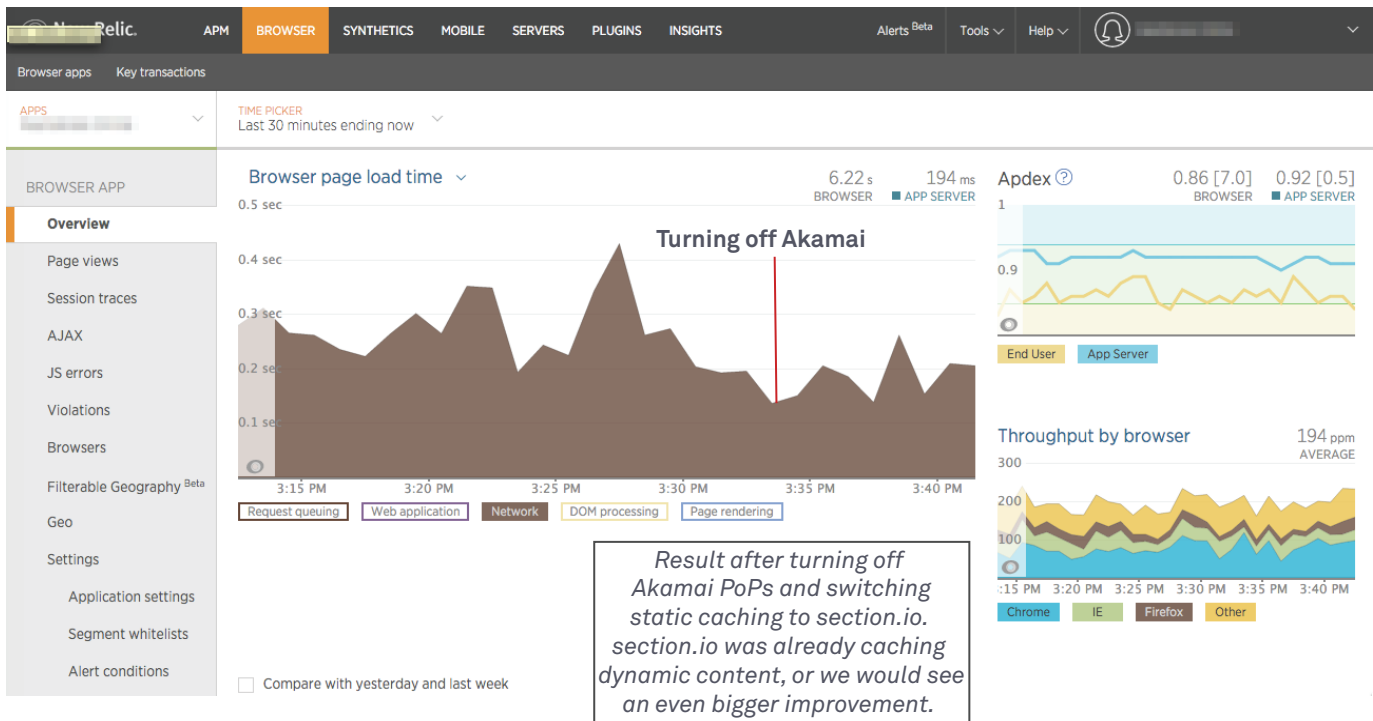 Relic.
APM BROWSER SYNTHETICS MOBILE SERVERS PLUGINS INSIGHTS
Alerts Beta Tools Help
Browser apps Key transactions
APPS
TIME PICKER
Last 30 minutes ending now
BROWSER APP
Overview
Page views
Session traces
AJAX
JS errors
Violations
Browsers
Filterable Geography Beta
Geo
Settings
Application settings
Segment whitelists
Alert conditions
Browser page load time
6.22 s 194 ms
BROWSER APP SERVER
0.5 sec
0.4 sec
0.3 sec
0.2 se
0.1 se
Turning off Akamai
3:15 PM 3:20 PM 3:25 PM 3:30 PM 3:35 PM 3:40 PM
Request queuing Web application Network DOM processing Page rendering
Result after turning off
Akamai PoPs and switching
static caching to section.io.
section.io was already caching
dynamic content, or we would see
an even bigger improvement.
Compare with yesterday and last week
Apdex ?
0.86 [7.0] 0.92 [0.5]
BROWSER APP SERVER
1
0.9
End User App Server
Throughput by browser
194 ppm
AVERAGE
300
200
100
:15 PM 3:20 PM 3:25 PM 3:30 PM 3:35 PM 3:40 PM
Chrome IE Firefox Other